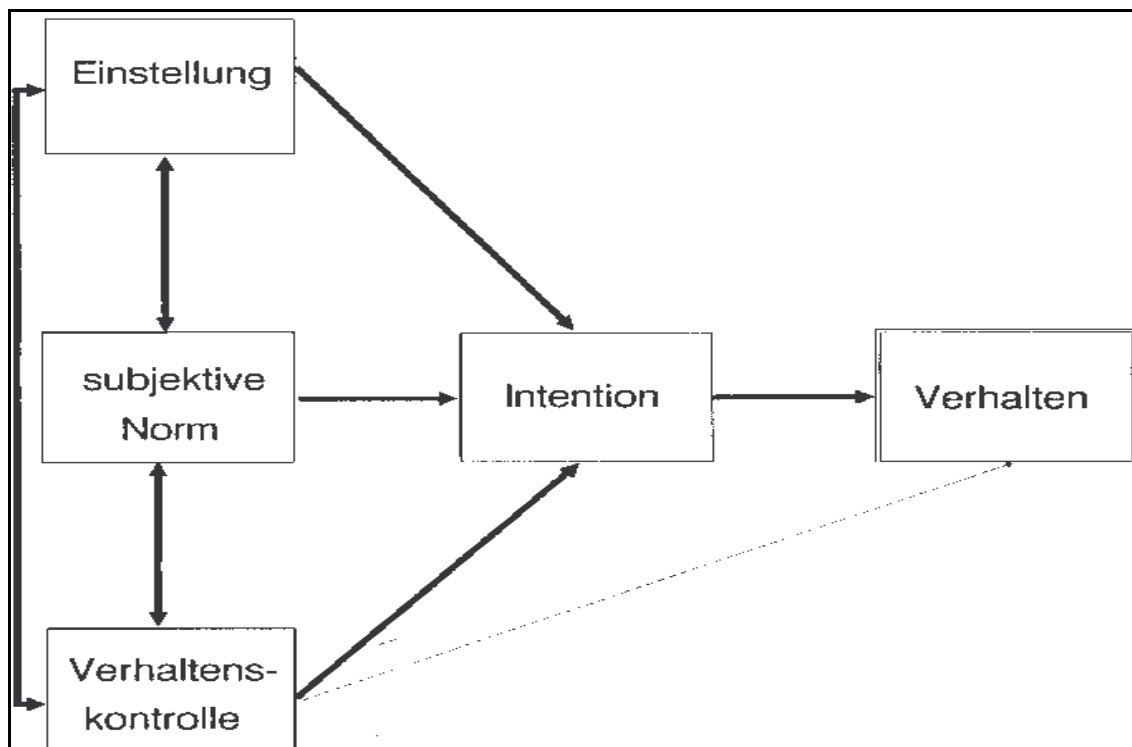 Einstellung
subjektive
Norm
Intention
Verhalten
Verhaltens-
kontrolle